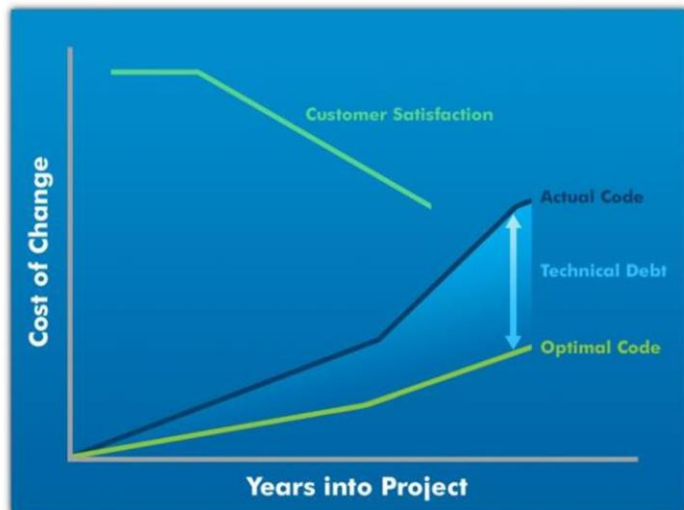 Customer Satisfaction
Actual Code
Technical Debt
Optimal Code
Cost of Change
Years into Project